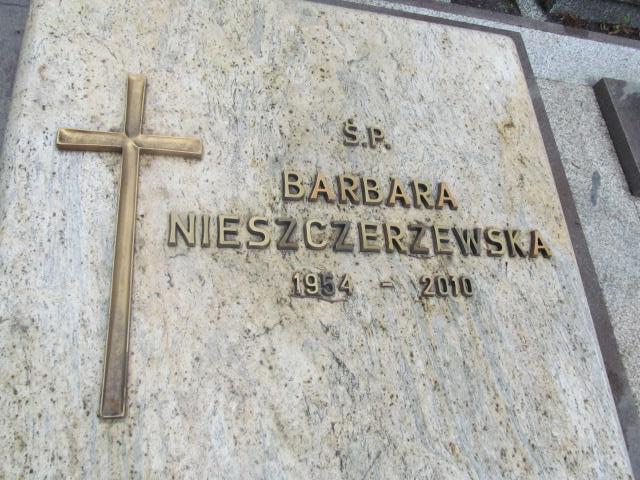 Ś.P.
BARBARA
NIESZCZERZEWSKA
1954 - 2010